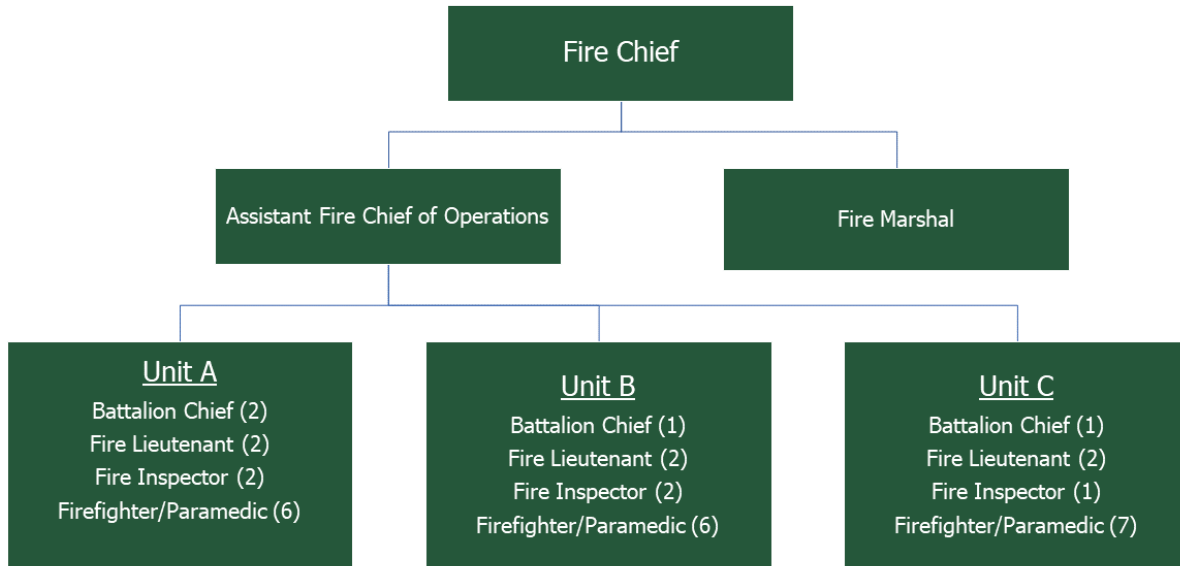 Fire Chief
Assistant Fire Chief of Operations
Fire Marshal
Unit A
Battalion Chief (2)
Fire Lieutenant (2)
Fire Inspector (2)
Firefighter/Paramedic (6)
Unit B
Battalion Chief (1)
Fire Lieutenant (2)
Fire Inspector (2)
Firefighter/Paramedic (6)
Unit C
Battalion Chief (1)
Fire Lieutenant (2)
Fire Inspector (1)
Firefighter/Paramedic (7)